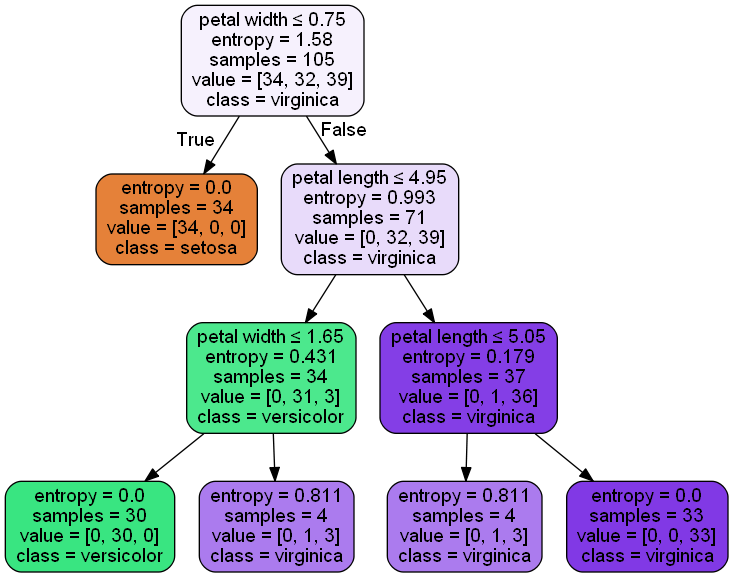 petal width ≤ 0.75
entropy = 1.58
samples = 105
value = [34, 32, 39]
class = virginica
True
False
entropy = 0.0
samples = 34
value = [34, 0, 0]
class = setosa
petal length ≤ 4.95
entropy = 0.993
samples = 71
value = [0, 32, 39]
class = virginica
petal width ≤ 1.65
entropy = 0.431
samples = 34
value = [0, 31, 3]
class = versicolor
petal length ≤ 5.05
entropy = 0.179
samples = 37
value = [0, 1, 36]
class = virginica
entropy = 0.0
samples = 30
value = [0, 30, 0]
class = versicolor
entropy = 0.811
samples = 4
value = [0, 1, 3]
class = virginica
entropy = 0.811
samples = 4
value = [0, 1, 3]
class = virginica
entropy = 0.0
samples = 33
value = [0, 0, 33]
class = virginica